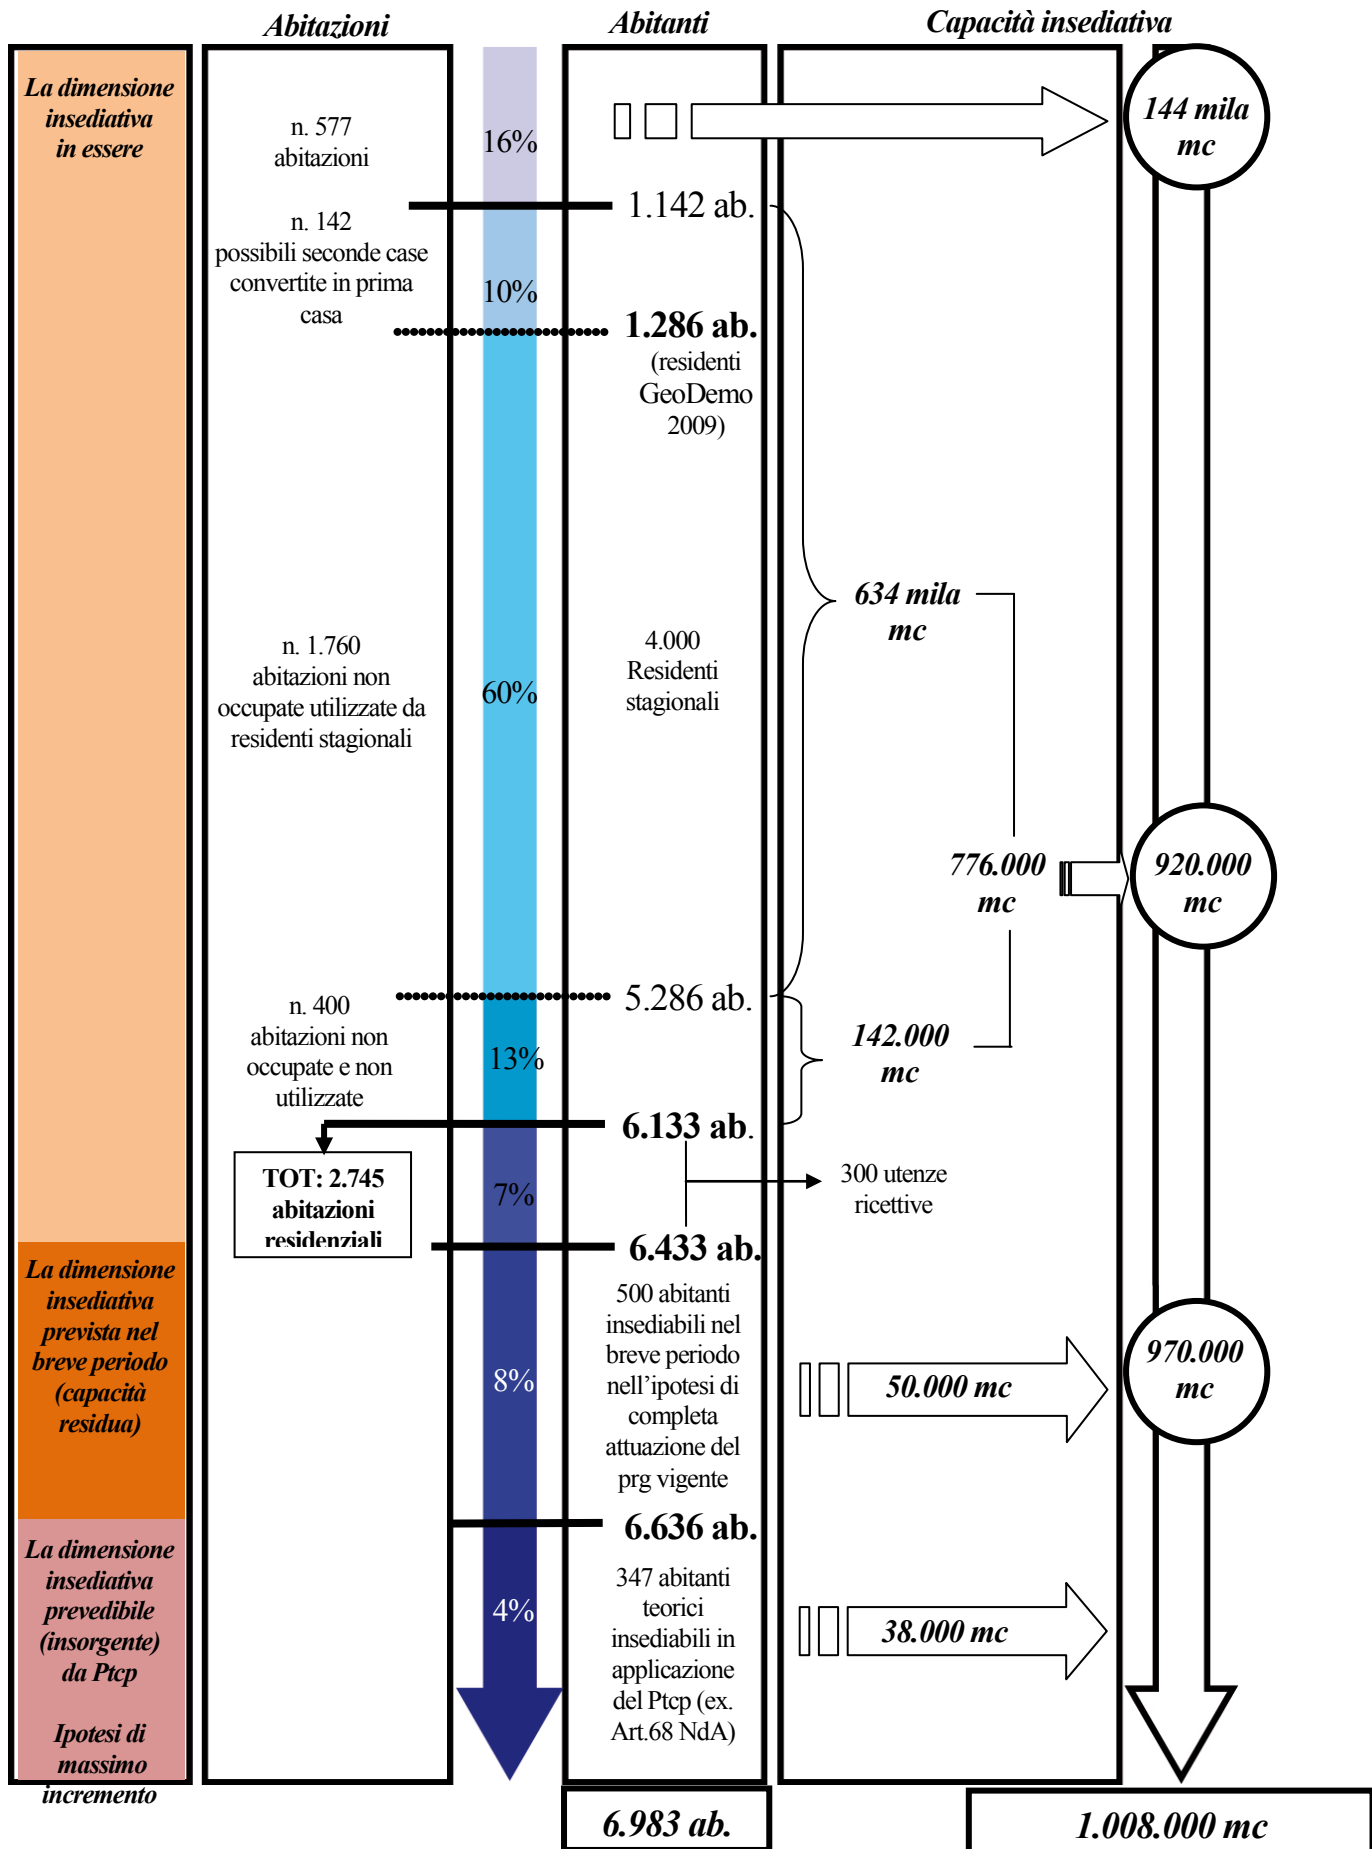 Abitazioni
Abitanti
Capacità insediativa
La dimensione
insediativa
in essere
n. 577
abitazioni
16%
144 mila
mc
1.142 ab.
n. 142
possibili seconde case
convertite in prima
casa
10%
1.286 ab.
(residenti
GeoDemo
2009)
634 mila
mc
n. 1.760
abitazioni non
occupate utilizzate da
residenti stagionali
60%
4.000
Residenti
stagionali
776.000
mc
920.000
mc
5.286 ab.
n. 400
abitazioni non
occupate e non
utilizzate
13%
142.000
mc
6.133 ab.
TOT: 2.745
abitazioni
residenziali
7%
300 utenze
ricettive
6.433 ab.
La dimensione
insediativa
prevista nel
breve periodo
(capacità
residua)
8%
500 abitanti
insediabili nel
breve periodo
nell’ipotesi di
completa
attuazione del
prg vigente
50.000 mc
970.000
mc
6.636 ab.
La dimensione
insediativa
prevedibile
(insorgente)
da Ptcp
Ipotesi di
massimo
incremento
4%
347 abitanti
teorici
insediabili in
applicazione
del Ptcp (ex.
Art.68 NdA)
38.000 mc
6.983 ab.
1.008.000 mc